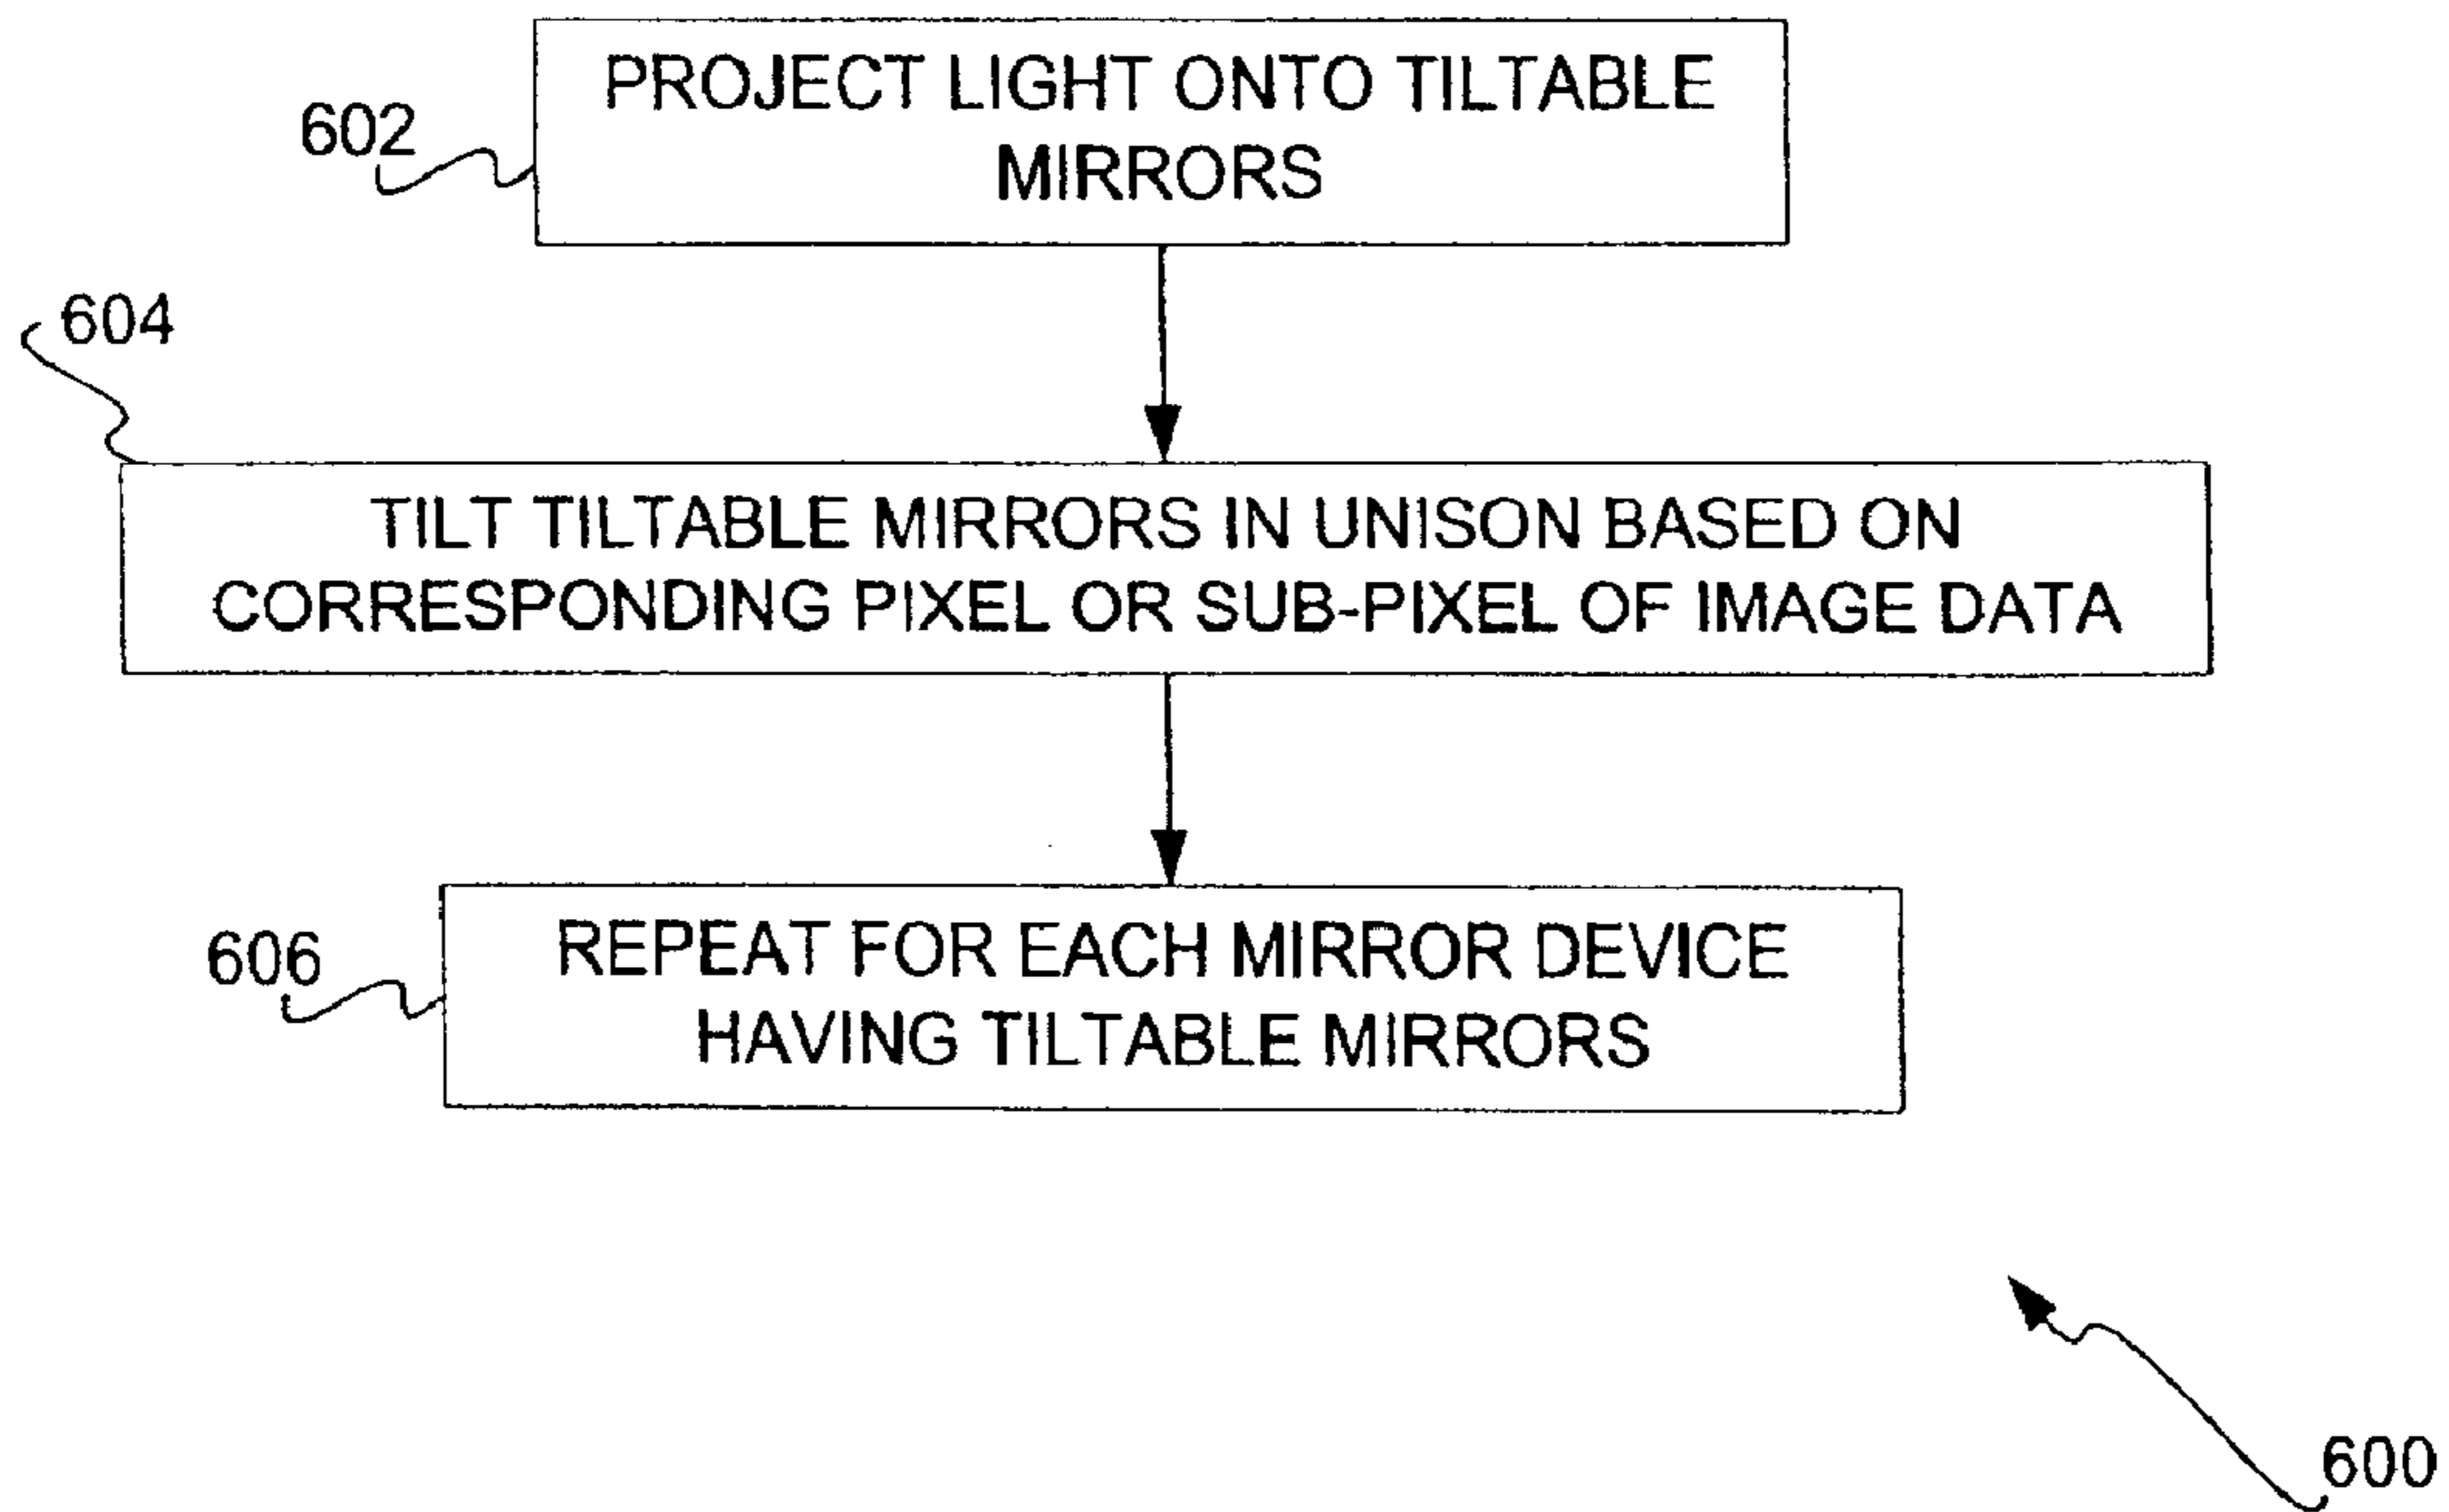 PROJECT LIGHT ONTO TILTABLE
MIRRORS
602
604
TILT TILTABLE MIRRORS IN UNISON BASED ON
CORRESPONDING PIXEL OR SUB-PIXEL OF IMAGE DATA
606
REPEAT FOR EACH MIRROR DEVICE
HAVING TILTABLE MIRRORS
600